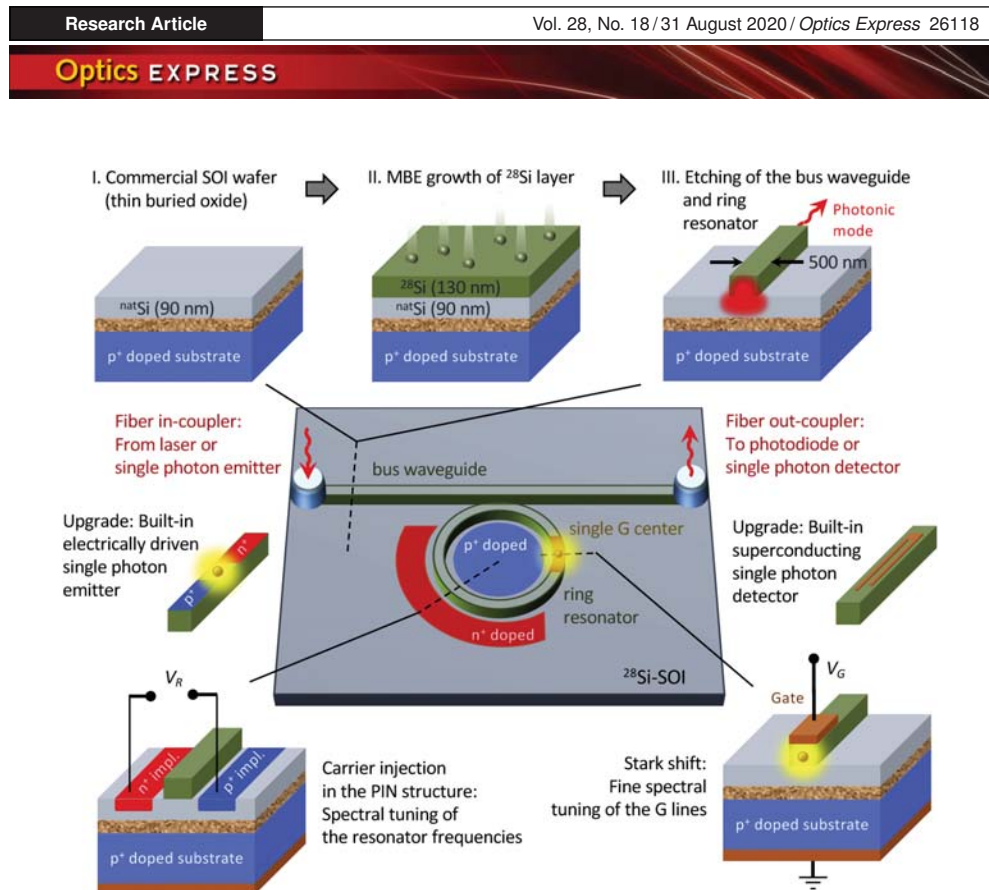 Research Article
Vol. 28, No. 18 / 31 August 2020 / Optics Express 26118
Optics EXPRESS
I. Commercial SOI wafer
(thin buried oxide)
II. MBE growth of ²⁸Si layer
III. Etching of the bus waveguide
and ring
resonator
Photonic
mode
500 nm
ⁿᵃᵗSi (90 nm)
p⁺ doped substrate
²⁸Si (130 nm)
ⁿᵃᵗSi (90 nm)
p⁺ doped substrate
p⁺ doped substrate
Fiber in-coupler:
From laser or
single photon emitter
bus waveguide
Fiber out-coupler:
To photodiode or
single photon detector
Upgrade: Built-in
electrically driven
single photon
emitter
n⁺
p⁺
p⁺ doped
single G center
ring
resonator
n⁺ doped
²⁸Si-SOI
Upgrade: Built-in
superconducting
single photon
detector
V_R
n⁺ impl.
p⁺ impl.
p⁺ doped substrate
Carrier injection
in the PIN structure:
Spectral tuning of
the resonator frequencies
Stark shift:
Fine spectral
tuning of the G lines
V_G
Gate
p⁺ doped substrate